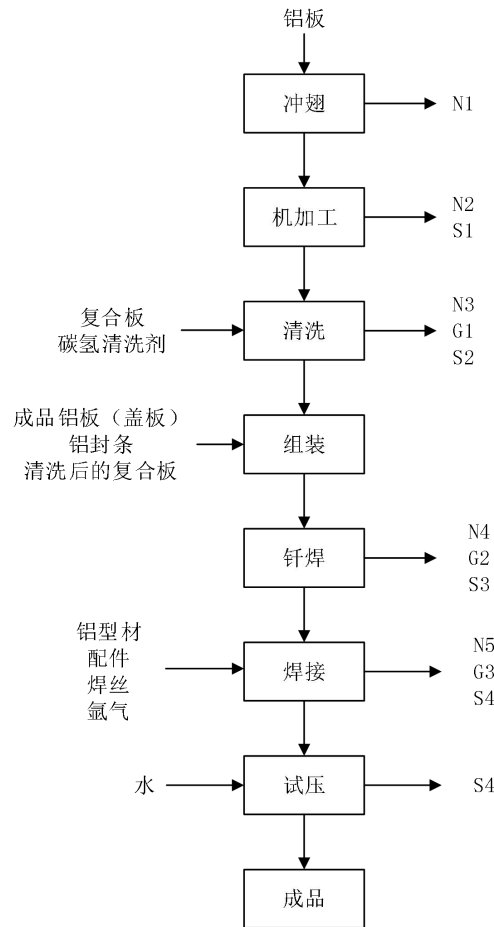 铝板
冲翅
N1
机加工
N2
S1
复合板
碳氢清洗剂
清洗
N3
G1
S2
成品铝板（盖板）
铝封条
清洗后的复合板
组装
钎焊
N4
G2
S3
铝型材
配件
焊丝
氩气
焊接
N5
G3
S4
水
试压
S4
成品